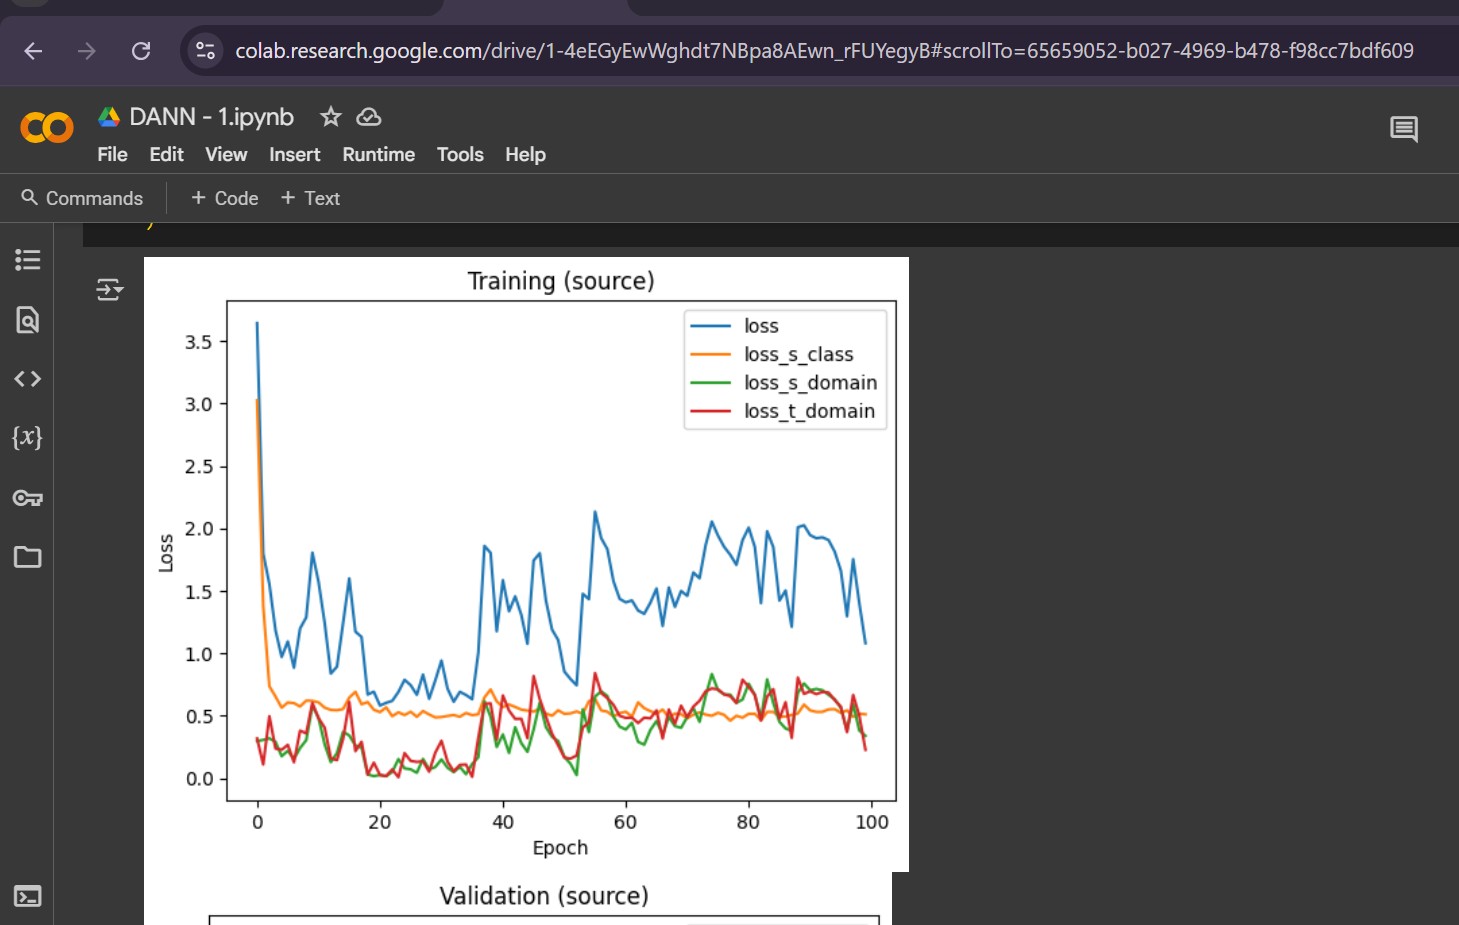 colab.research.google.com/drive/1-4eEGyEwWghdt7NBpa8AEwn_rFUYegyB#scrollTo=65659052-b027-4969-b478-f98cc7bdf609
DANN - 1.ipynb
File Edit View Insert Runtime Tools Help
Commands + Code + Text
)
Training (source)
loss
loss_s_class
loss_s_domain
loss_t_domain
3.5
3.0
2.5
2.0
1.5
1.0
0.5
0.0
Loss
0 20 40 60 80 100
Epoch
Validation (source)